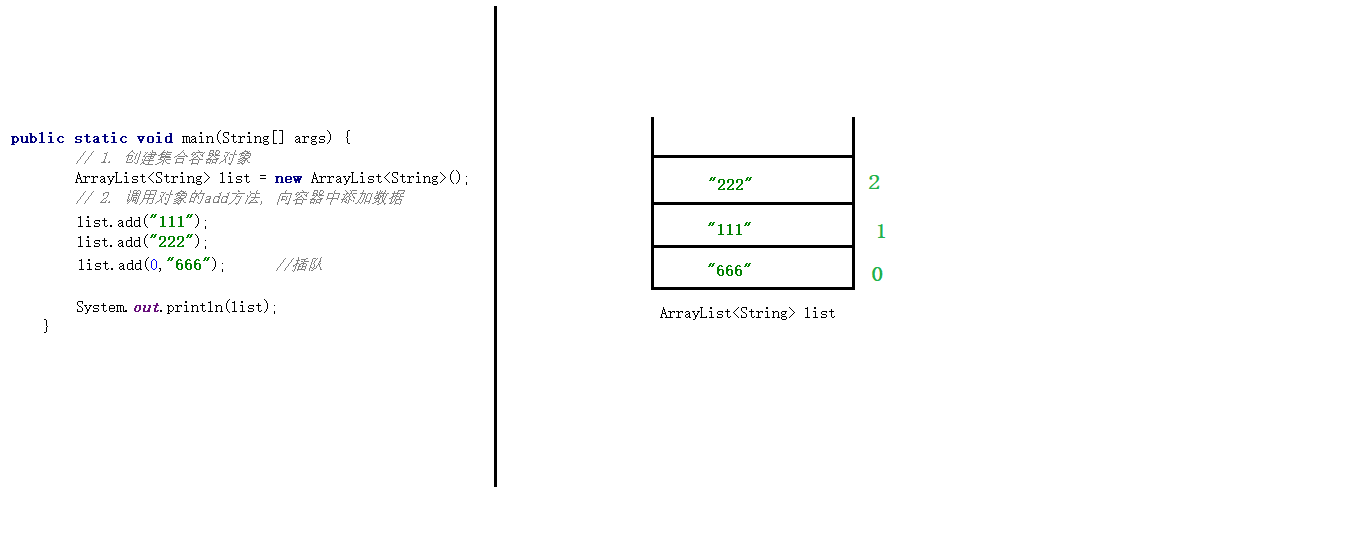 public static void main(String[] args) {
// 1. 创建集合容器对象
ArrayList<String> list = new ArrayList<String>();
// 2. 调用对象的add方法, 向容器中添加数据
list.add("111");
list.add("222");
list.add(0,"666"); //插队
System.out.println(list);
}
"222" 2
"111" 1
"666" 0
ArrayList<String> list